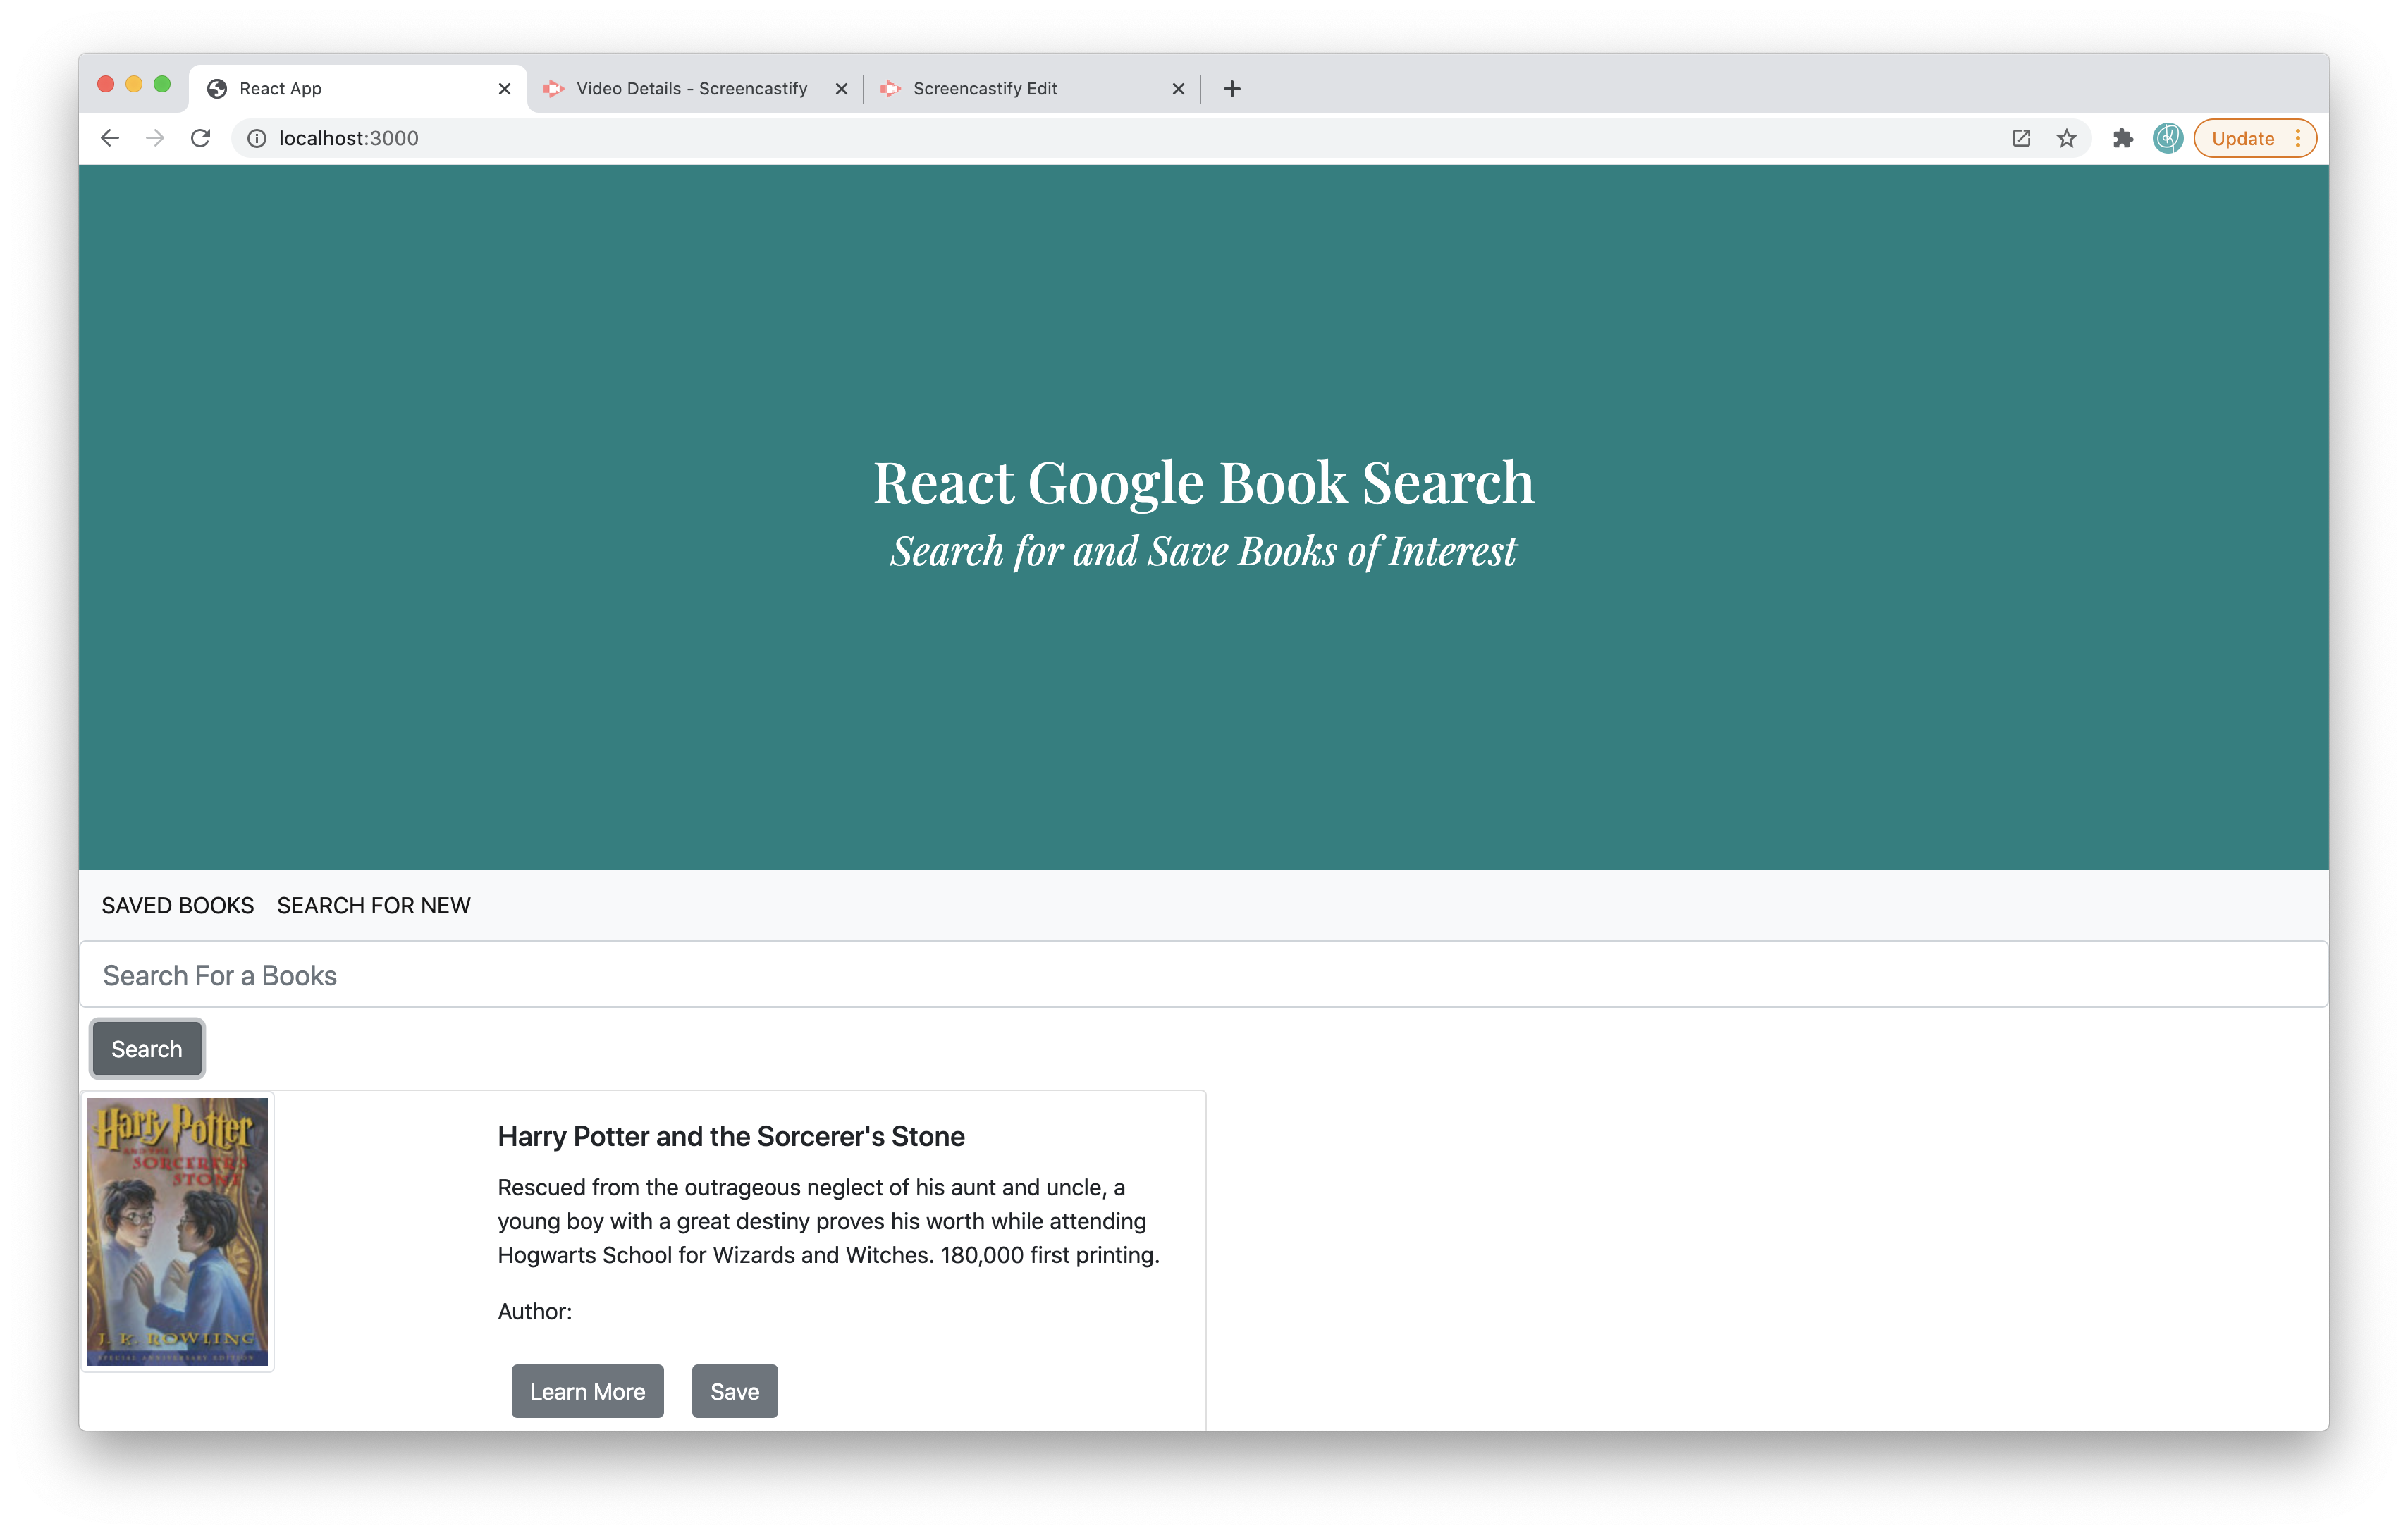 React App
Video Details - Screencastify
Screencastify Edit
localhost:3000
Update
React Google Book Search
Search for and Save Books of Interest
SAVED BOOKS SEARCH FOR NEW
Search For a Books
Search
Harry Potter
AND THE
SORCERER'S
STONE
J. K. ROWLING
SPECIAL ANNIVERSARY EDITION
Harry Potter and the Sorcerer's Stone
Rescued from the outrageous neglect of his aunt and uncle, a
young boy with a great destiny proves his worth while attending
Hogwarts School for Wizards and Witches. 180,000 first printing.
Author:
Learn More Save